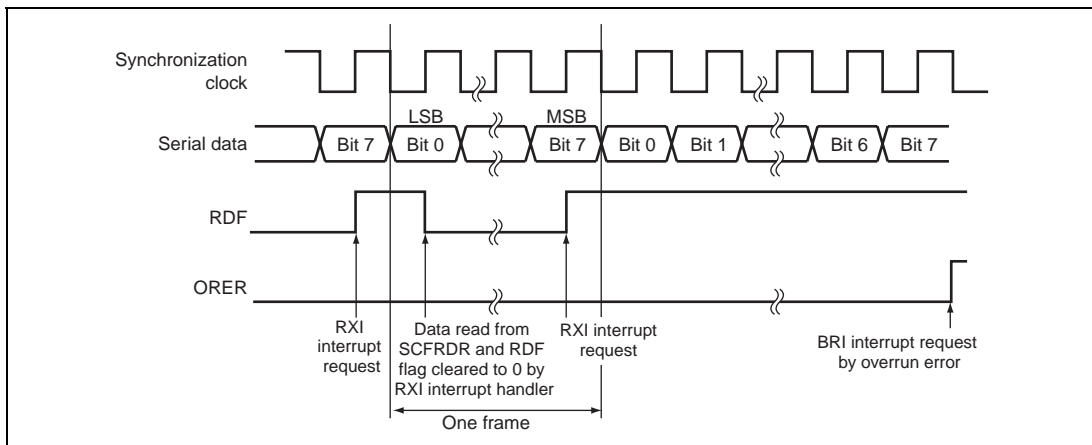 Synchronization
clock
LSB
MSB
Serial data
Bit 7
Bit 0
Bit 7
Bit 0
Bit 1
Bit 6
Bit 7
RDF
ORER
RXI
interrupt
request
Data read from
SCFRDR and RDF
flag cleared to 0 by
RXI interrupt handler
RXI interrupt
request
BRI interrupt request
by overrun error
One frame